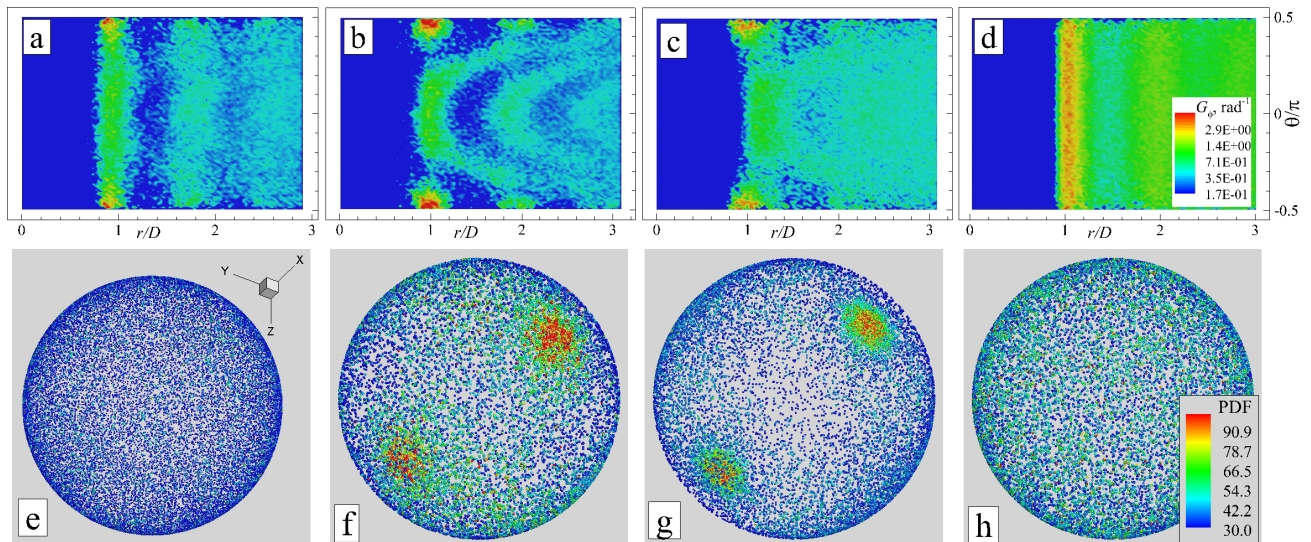 a
b
c
d
0.5
0
-0.5
θ/π
Gφ, rad⁻¹
2.9E+00
1.4E+00
7.1E-01
3.5E-01
1.7E-01
0 1 r/D 2 3
0 1 r/D 2 3
0 1 r/D 2 3
0 1 r/D 2 3
X
Y
Z
e
f
g
h
PDF
90.9
78.7
66.5
54.3
42.2
30.0